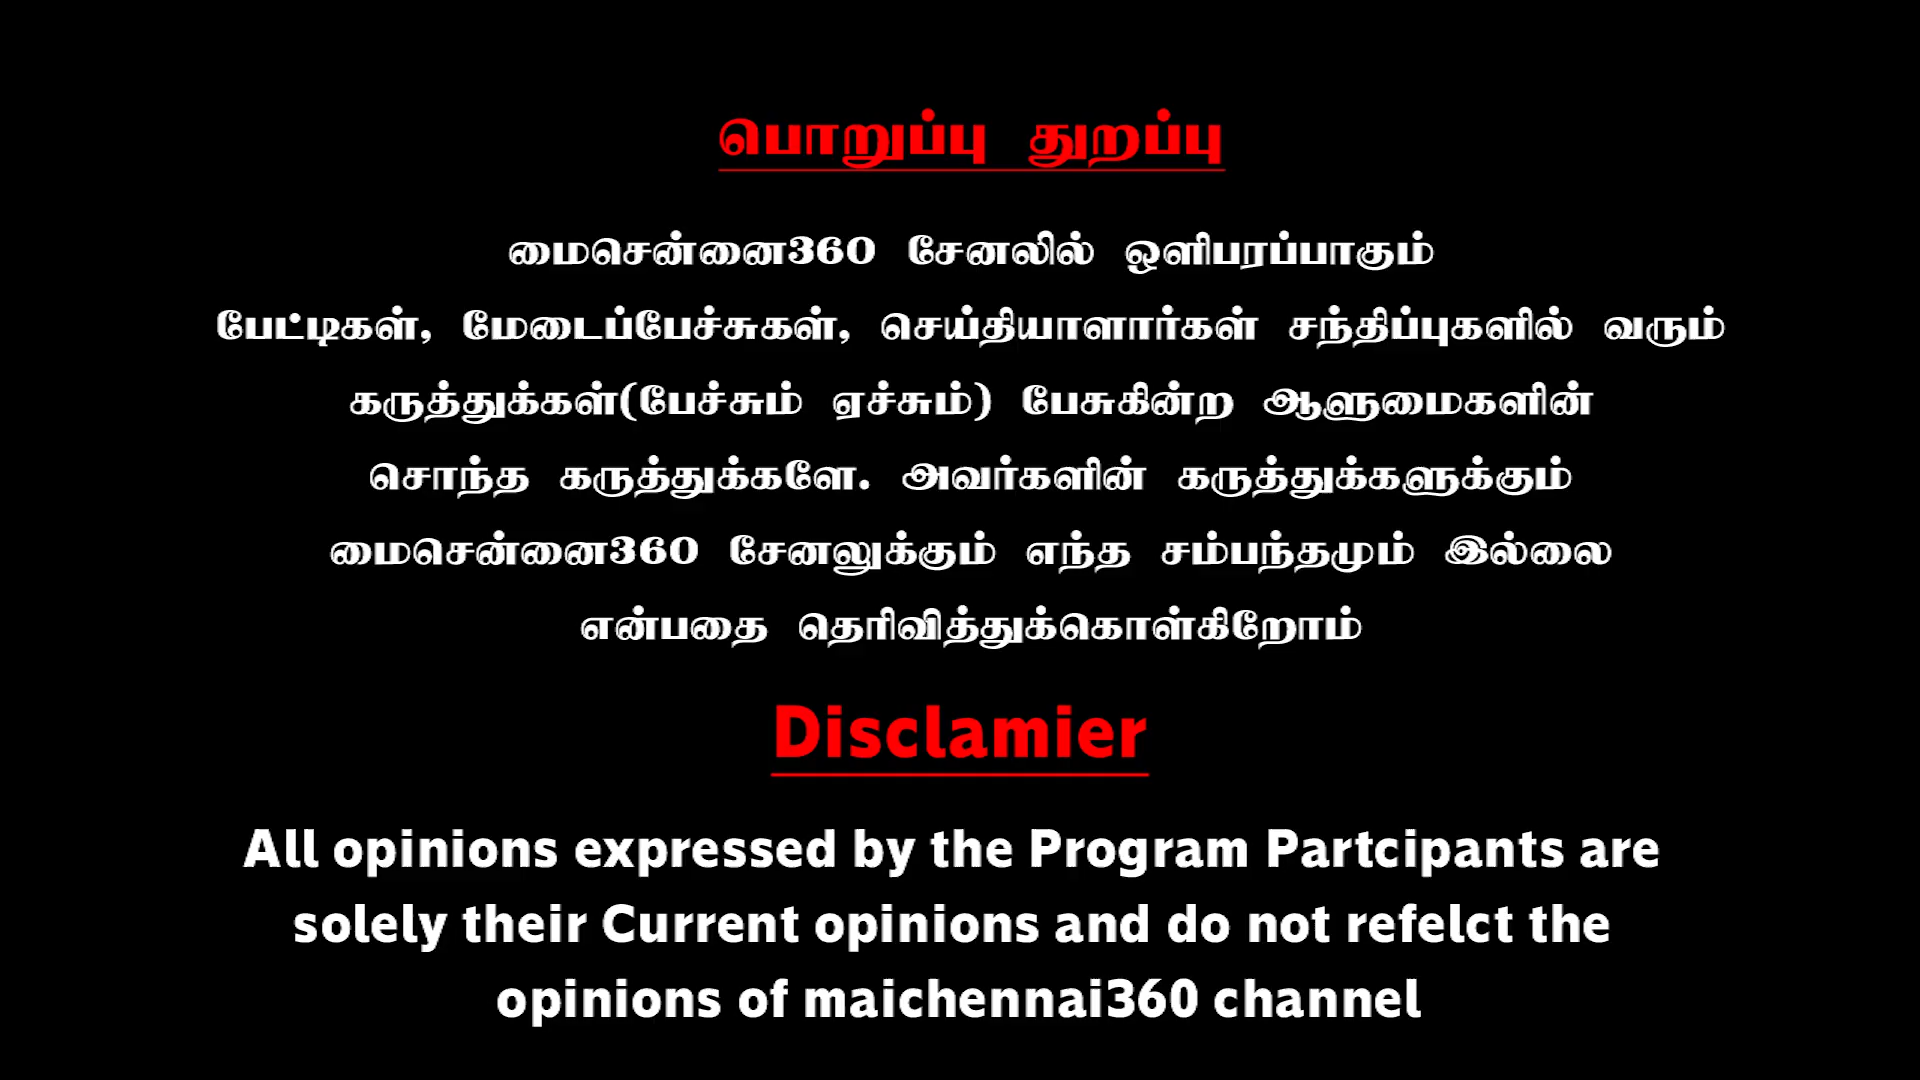 பொறுப்பு துறப்பு
மைசென்னை360 சேனலில் ஒளிபரப்பாகும்
பேட்டிகள், மேடைப்பேச்சுகள், செய்தியாளார்கள் சந்திப்புகளில் வரும்
கருத்துக்கள்(பேச்சும் ஏச்சும்) பேசுகின்ற ஆளுமைகளின்
சொந்த கருத்துக்களே. அவர்களின் கருத்துக்களுக்கும்
மைசென்னை360 சேனலுக்கும் எந்த சம்பந்தமும் இல்லை
என்பதை தெரிவித்துக்கொள்கிறோம்
Disclamier
All opinions expressed by the Program Partcipants are
solely their Current opinions and do not refelct the
opinions of maichennai360 channel